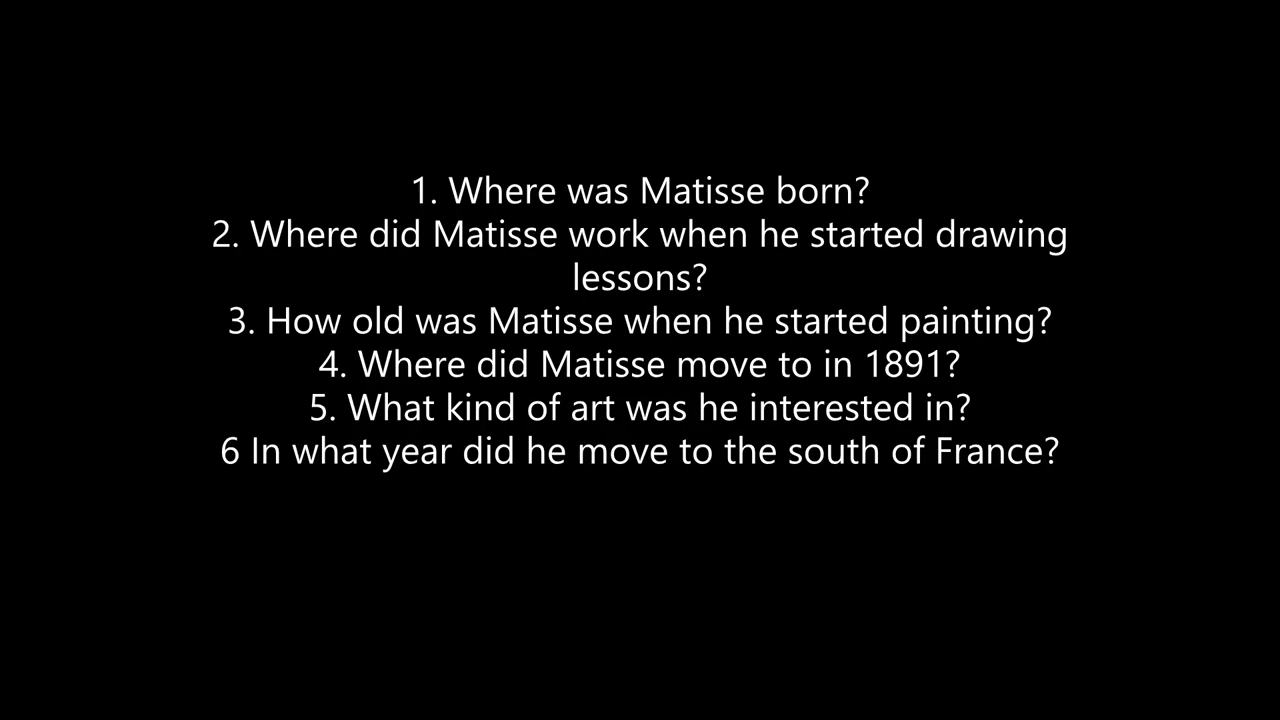 1. Where was Matisse born?
2. Where did Matisse work when he started drawing
lessons?
3. How old was Matisse when he started painting?
4. Where did Matisse move to in 1891?
5. What kind of art was he interested in?
6 In what year did he move to the south of France?